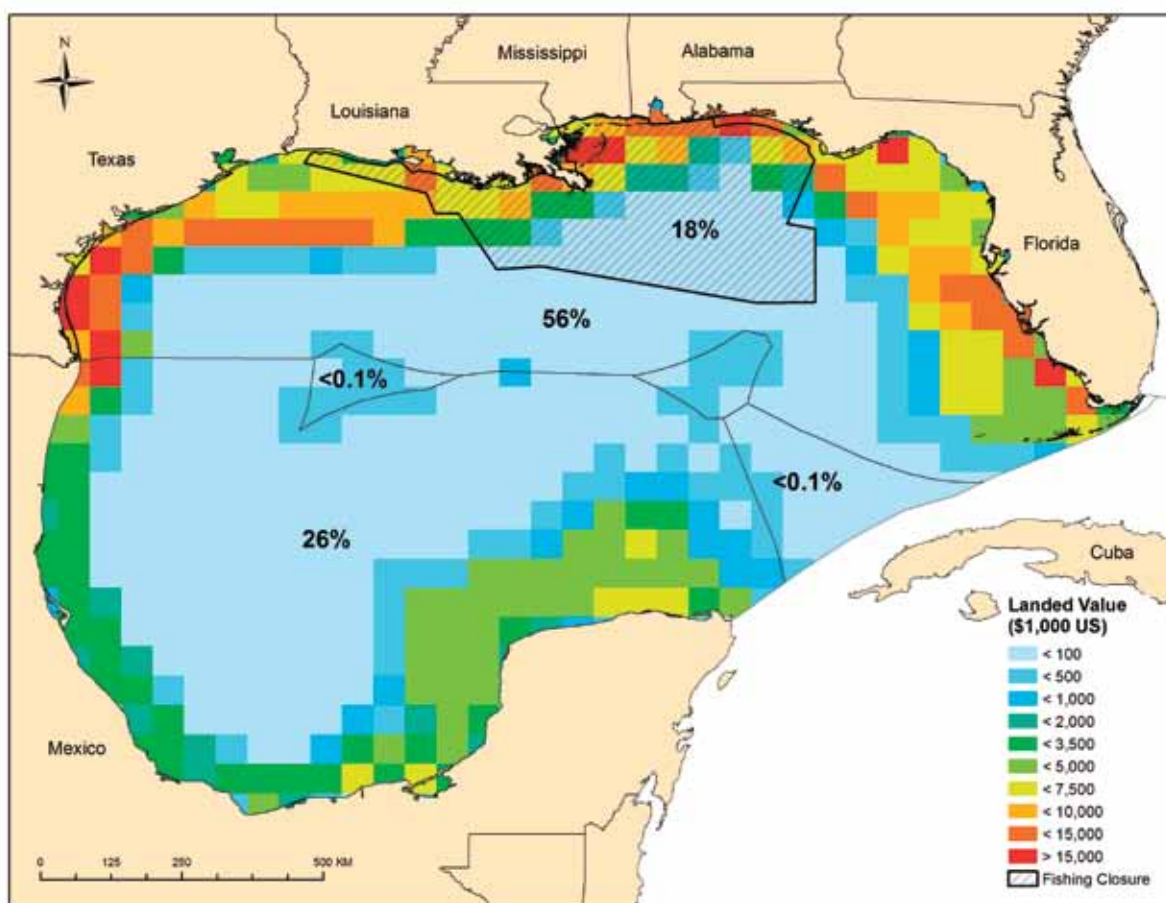 N
Mississippi
Alabama
Louisiana
Texas
18%
Florida
56%
<0.1%
<0.1%
26%
Cuba
Mexico
Landed Value
($1,000 US)
< 100
< 500
< 1,000
< 2,000
< 3,500
< 5,000
< 7,500
< 10,000
< 15,000
> 15,000
Fishing Closure
0 125 250 500 KM